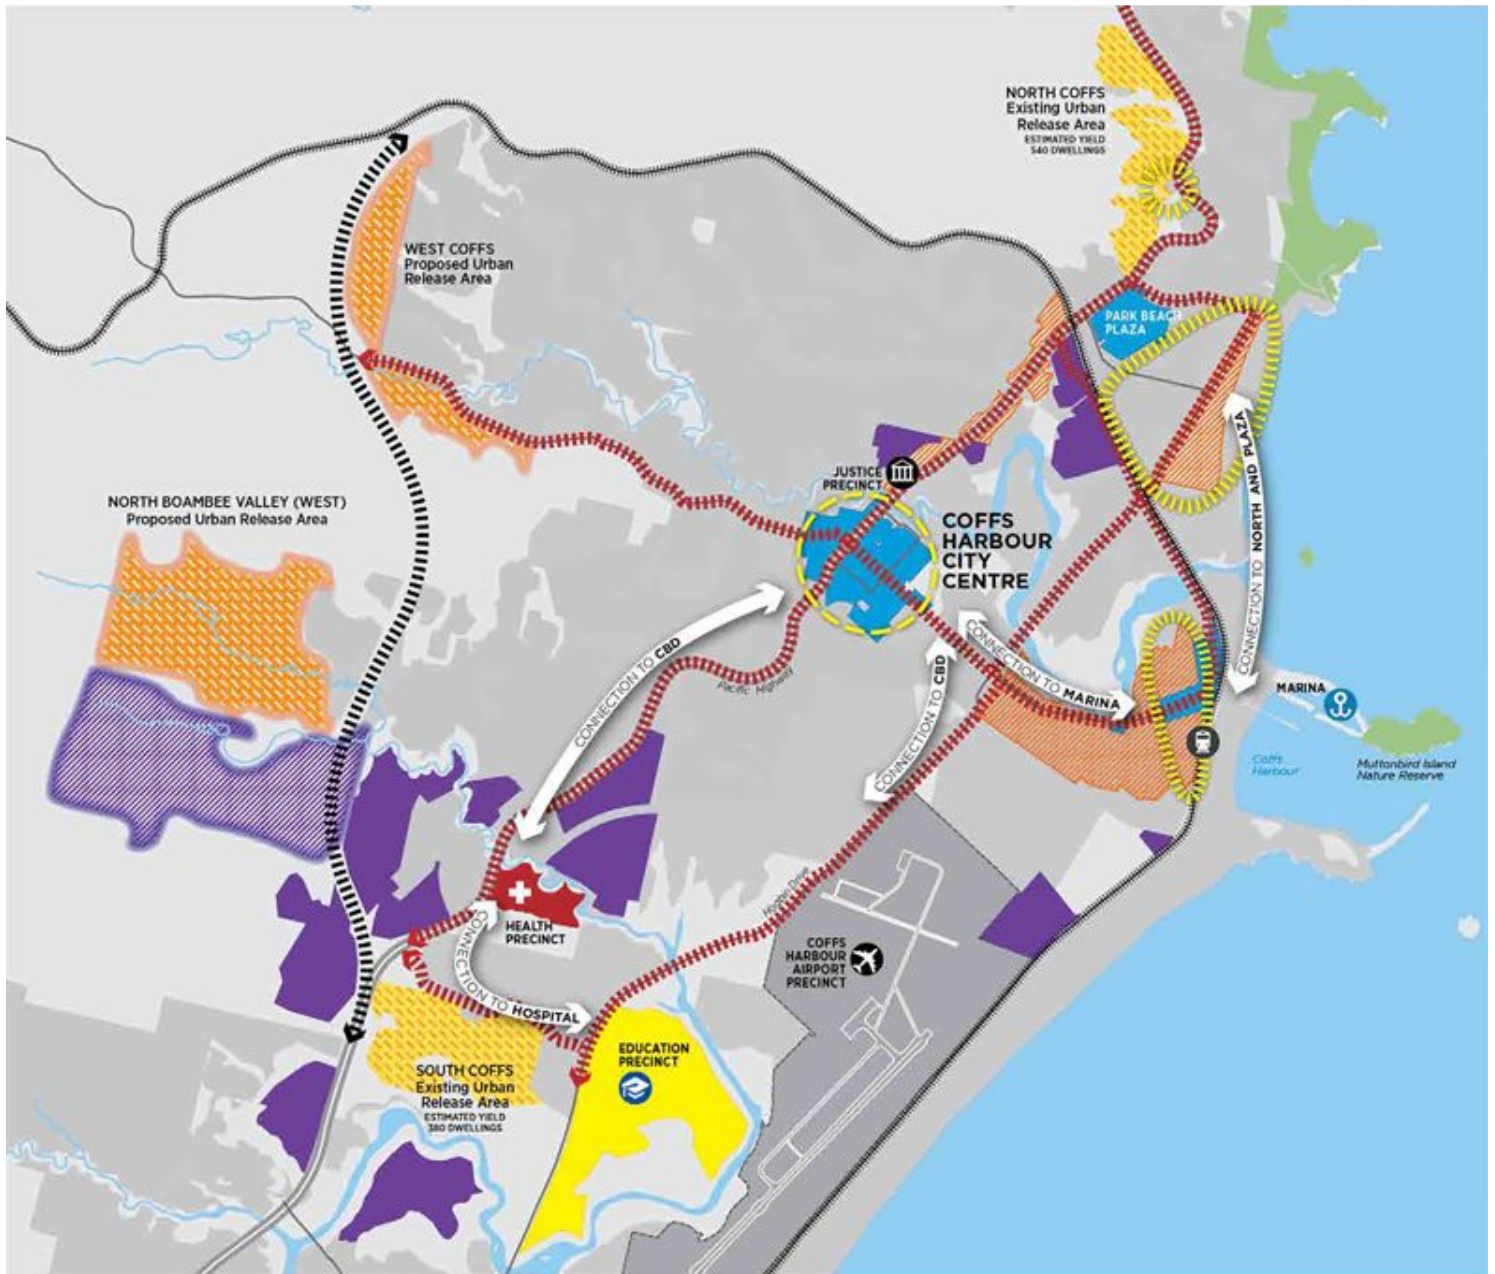 NORTH COFFS
Existing Urban
Release Area
ESTIMATED YIELD
540 DWELLINGS
WEST COFFS
Proposed Urban
Release Area
PARK BEACH
PLAZA
CONNECTION TO NORTH AND PLAZA
JUSTICE
PRECINCT
NORTH BOAMBEE VALLEY (WEST)
Proposed Urban Release Area
COFFS
HARBOUR
CITY
CENTRE
CONNECTION TO CBD
Pacific Highway
CONNECTION TO CBD
CONNECTION TO MARINA
MARINA
Coffs
Harbour
Muttonbird Island
Nature Reserve
Hogbin Drive
HEALTH
PRECINCT
CONNECTION TO HOSPITAL
COFFS
HARBOUR
AIRPORT
PRECINCT
EDUCATION
PRECINCT
SOUTH COFFS
Existing Urban
Release Area
ESTIMATED YIELD
380 DWELLINGS